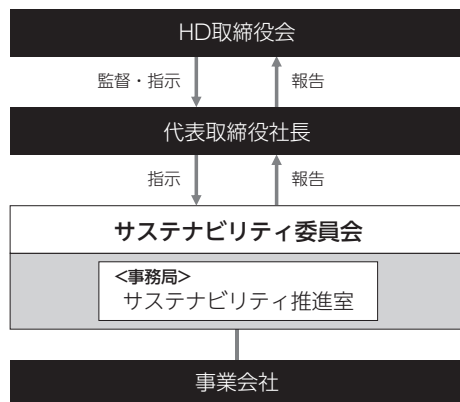 HD取締役会
監督・指示
報告
代表取締役社長
指示
報告
サステナビリティ委員会
<事務局>
サステナビリティ推進室
事業会社